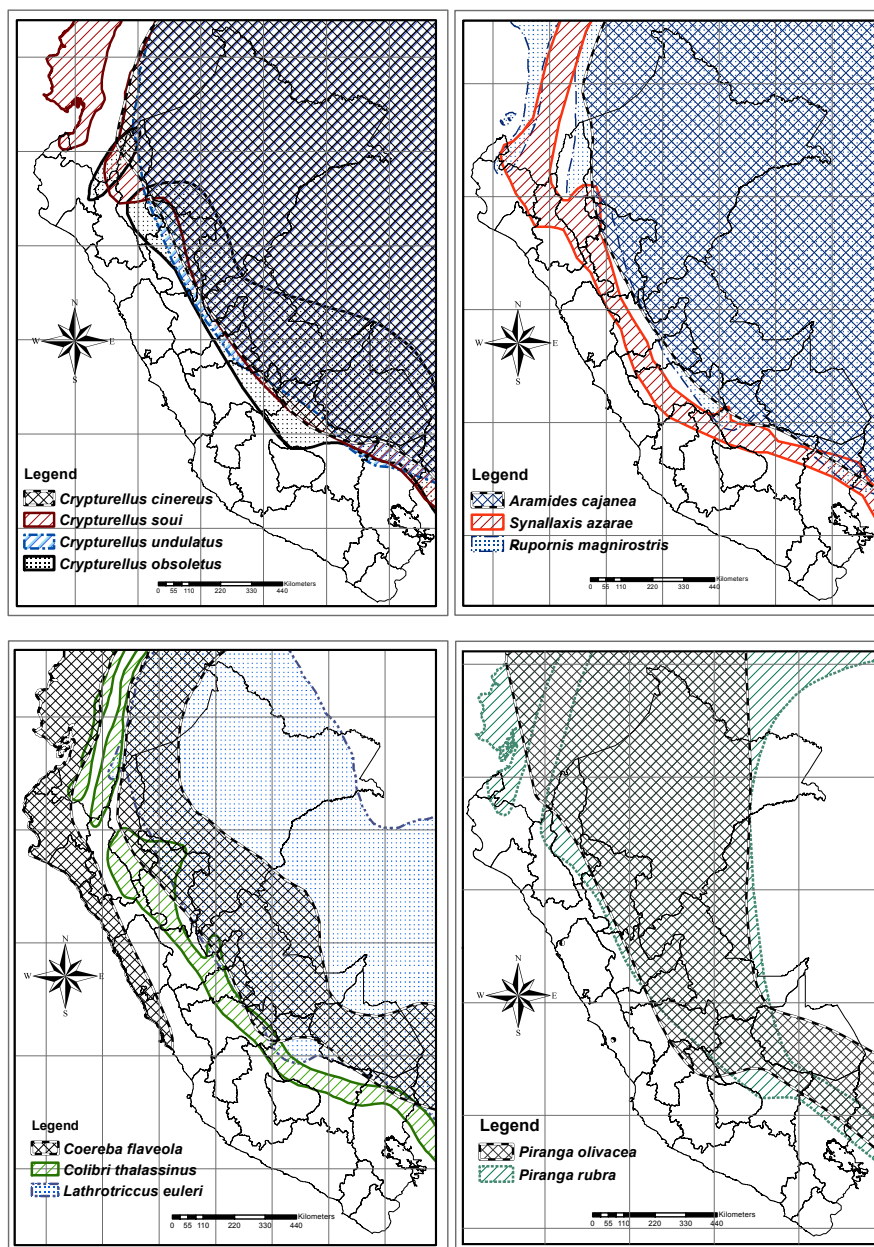 N
W E
S
Legend
Crypturellus cinereus
Crypturellus soui
Crypturellus undulatus
Crypturellus obsoletus
Kilometers
0 55 110 220 330 440
N
W E
S
Legend
Aramides cajanea
Synallaxis azarae
Rupornis magnirostris
Kilometers
0 55 110 220 330 440
N
W E
S
Legend
Coereba flaveola
Colibri thalassinus
Lathrotriccus euleri
Kilometers
0 55 110 220 330 440
N
W E
S
Legend
Piranga olivacea
Piranga rubra
Kilometers
0 55 110 220 330 440